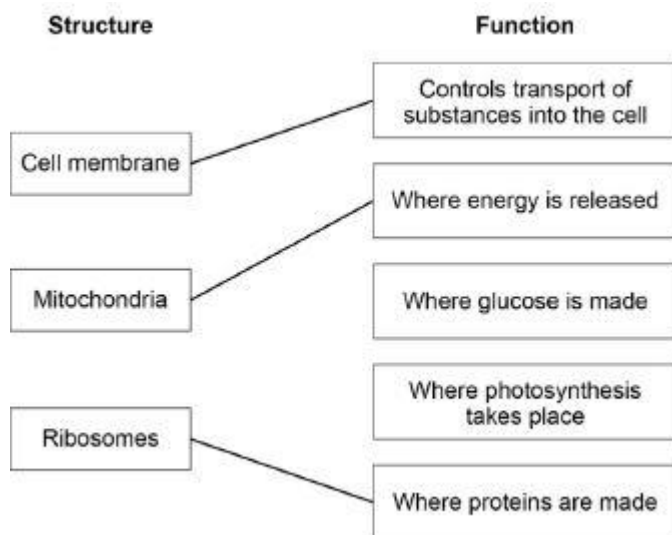 Structure
Function
Controls transport of
substances into the cell
Cell membrane
Where energy is released
Mitochondria
Where glucose is made
Where photosynthesis
takes place
Ribosomes
Where proteins are made